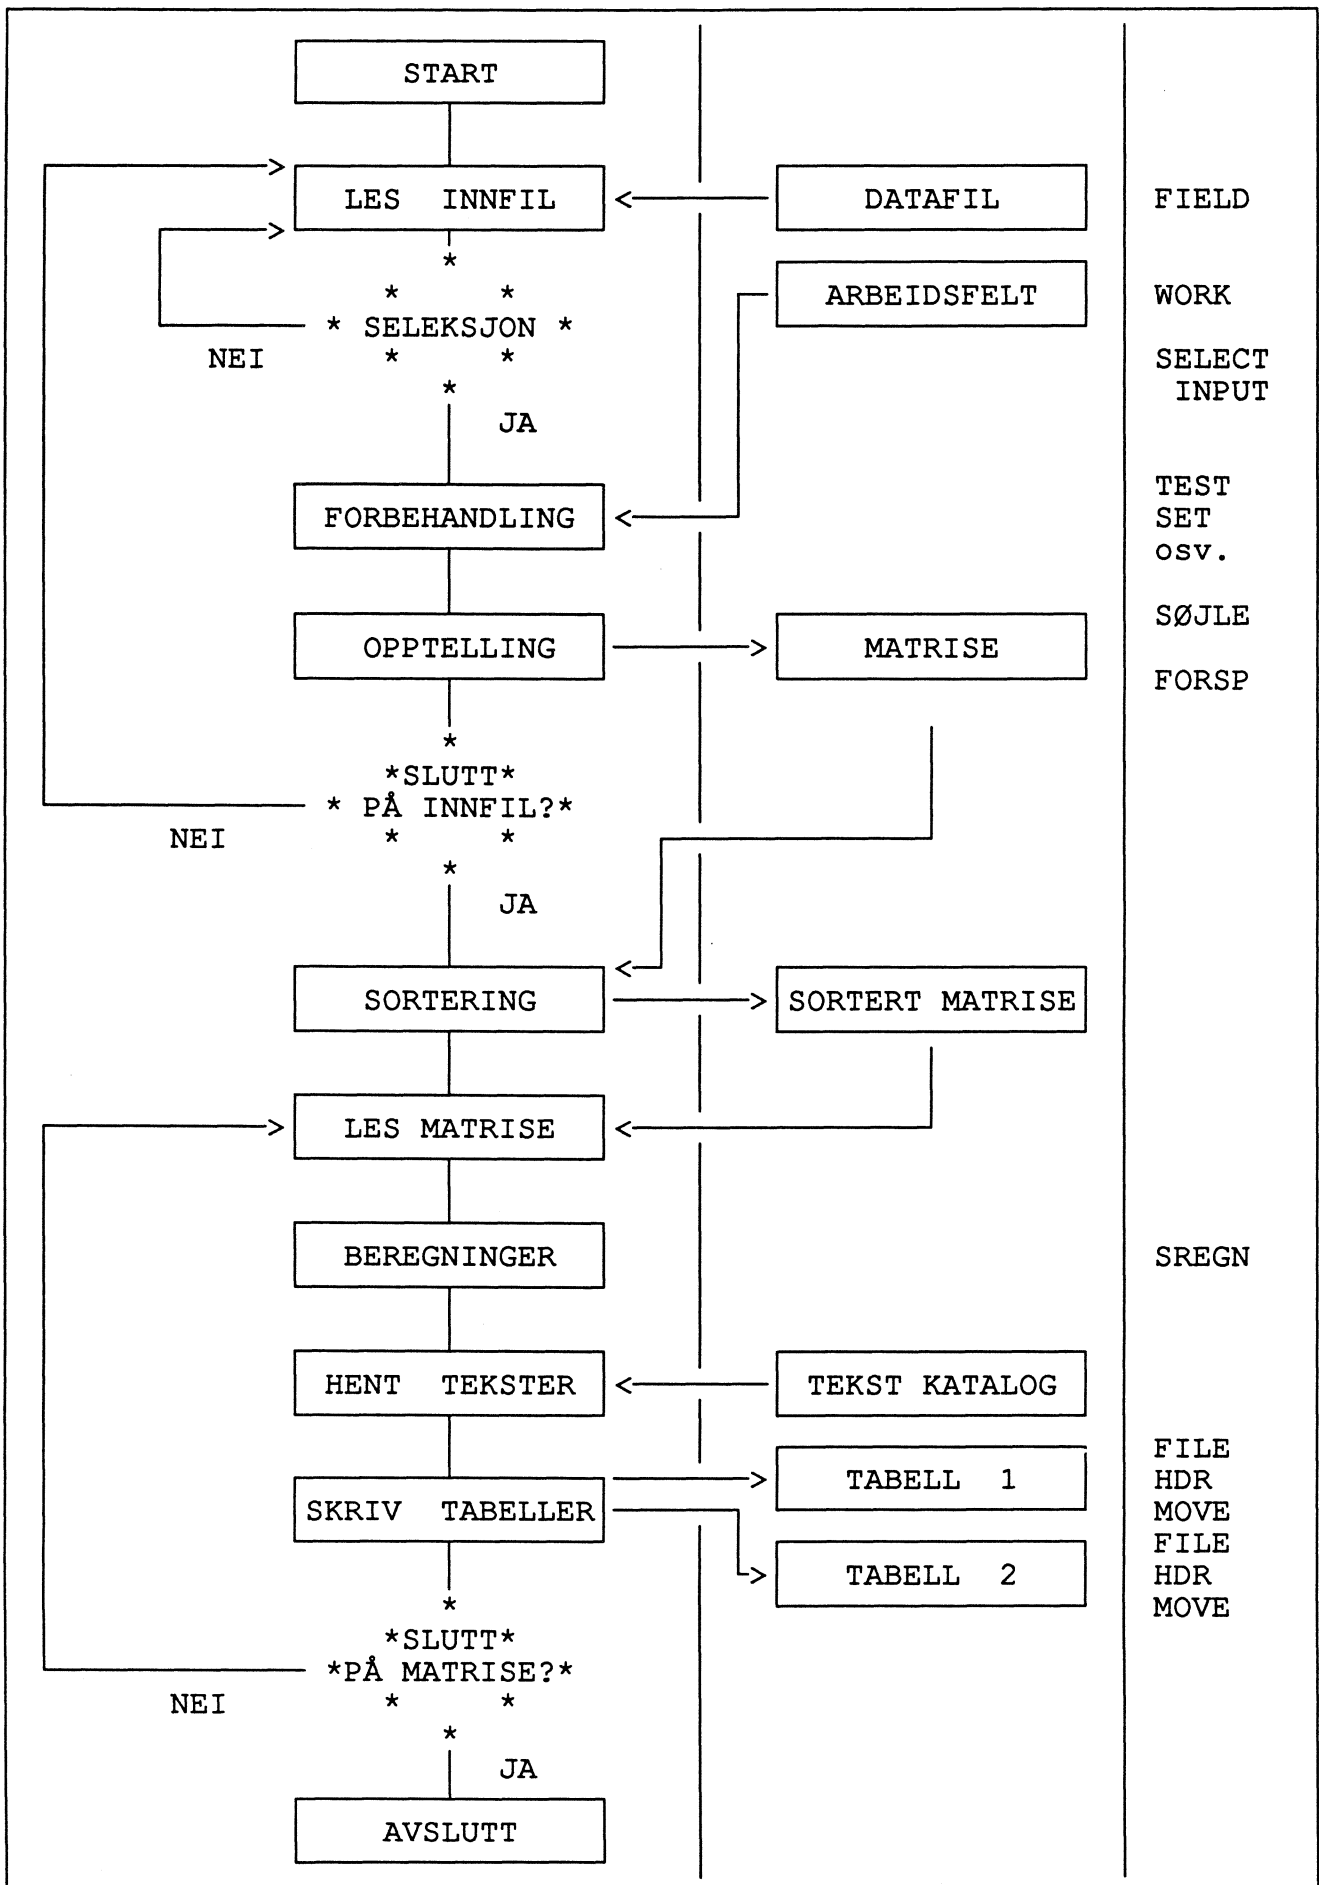 START
LES INNFIL
DATAFIL
FIELD
ARBEIDSFELT
WORK
* 
* *
* SELEKSJON *
NEI
* *
*
SELECT
INPUT
JA
FORBEHANDLING
TEST
SET
osv.
OPPTELLING
MATRISE
SØJLE
FORSP
*
*SLUTT*
* PÅ INNFIL?*
NEI
* *
*
JA
SORTERING
SORTERT MATRISE
LES MATRISE
BEREGNINGER
SREGN
HENT TEKSTER
TEKST KATALOG
SKRIV TABELLER
TABELL 1
FILE
HDR
MOVE
TABELL 2
FILE
HDR
MOVE
*
*SLUTT*
*PÅ MATRISE?*
NEI
* *
*
JA
AVSLUTT